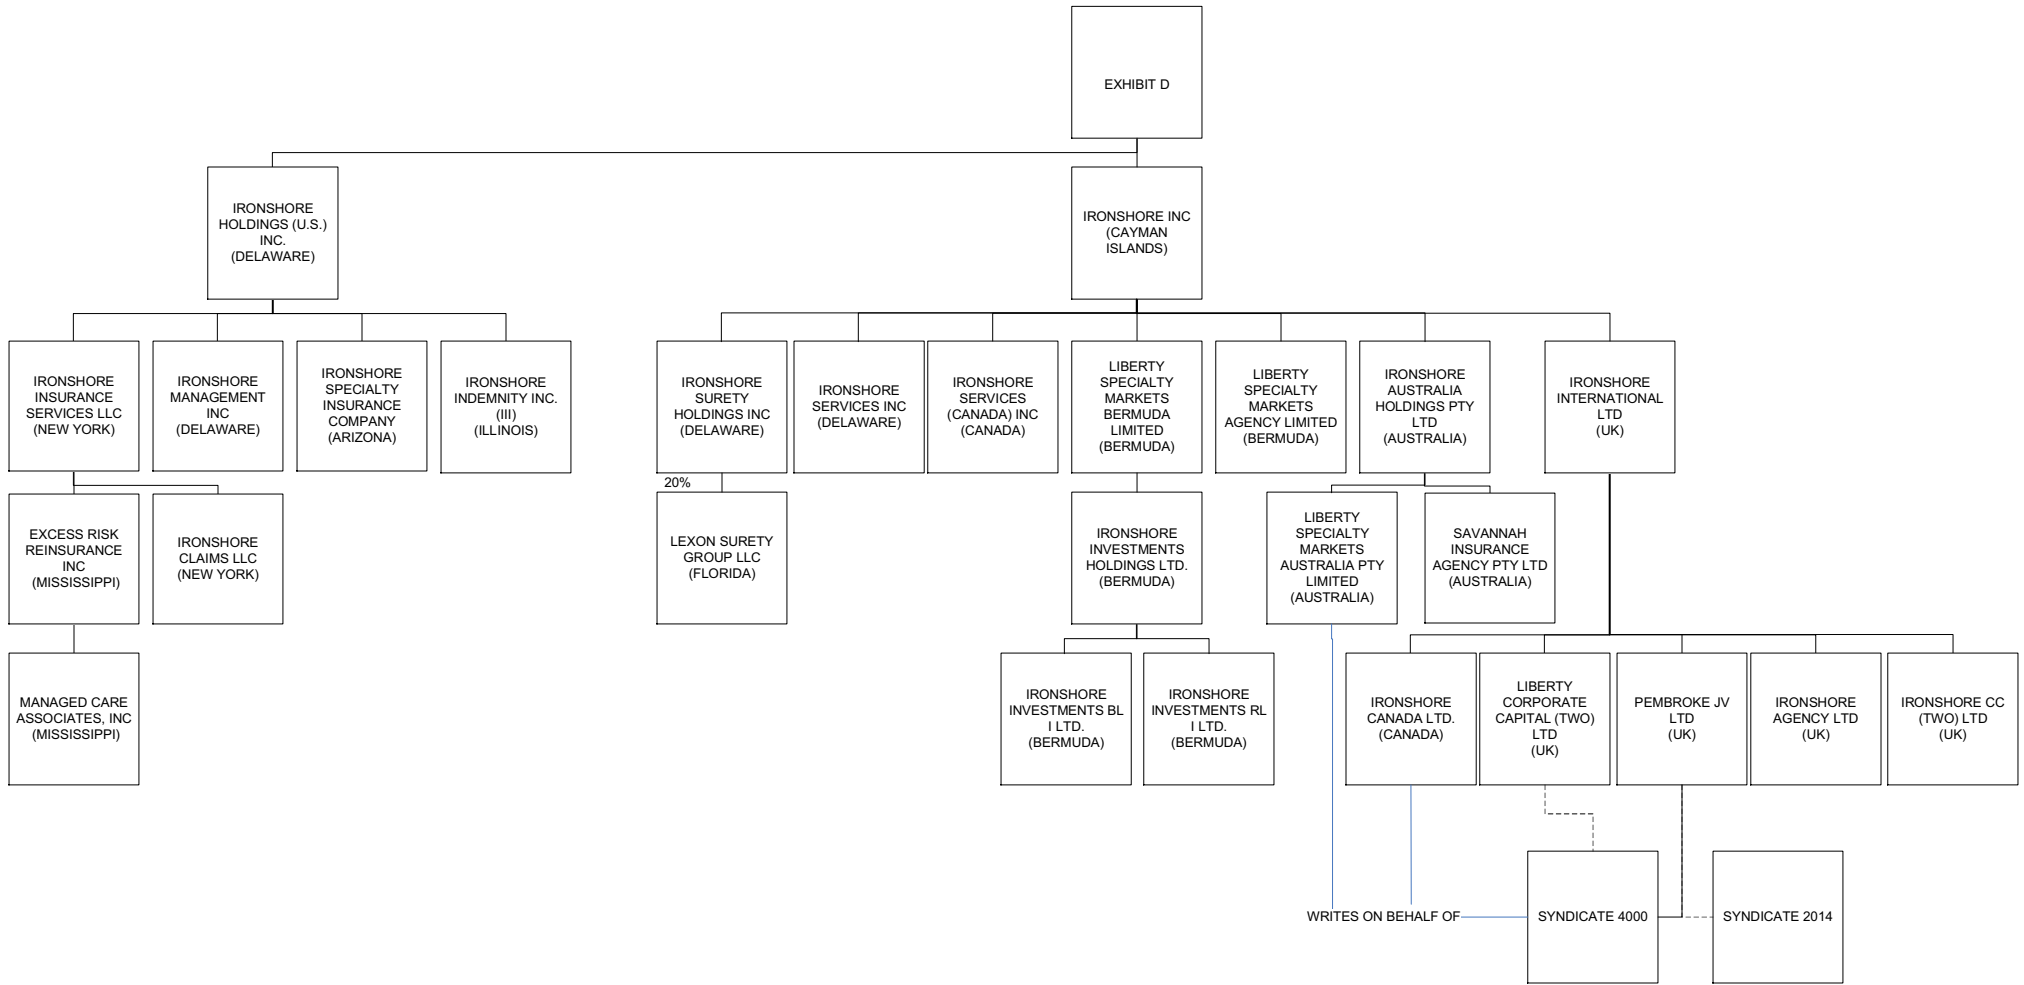 EXHIBIT D
IRONSHORE
HOLDINGS (U.S.)
INC.
(DELAWARE)
IRONSHORE INC
(CAYMAN
ISLANDS)
IRONSHORE
INSURANCE
SERVICES LLC
(NEW YORK)
IRONSHORE
MANAGEMENT
INC
(DELAWARE)
IRONSHORE
SPECIALTY
INSURANCE
COMPANY
(ARIZONA)
IRONSHORE
INDEMNITY INC.
(III)
(ILLINOIS)
IRONSHORE
SURETY
HOLDINGS INC
(DELAWARE)
IRONSHORE
SERVICES INC
(DELAWARE)
IRONSHORE
SERVICES
(CANADA) INC
(CANADA)
LIBERTY
SPECIALTY
MARKETS
BERMUDA
LIMITED
(BERMUDA)
LIBERTY
SPECIALTY
MARKETS
AGENCY LIMITED
(BERMUDA)
IRONSHORE
AUSTRALIA
HOLDINGS PTY
LTD
(AUSTRALIA)
IRONSHORE
INTERNATIONAL
LTD
(UK)
20%
EXCESS RISK
REINSURANCE
INC
(MISSISSIPPI)
IRONSHORE
CLAIMS LLC
(NEW YORK)
LEXON SURETY
GROUP LLC
(FLORIDA)
IRONSHORE
INVESTMENTS
HOLDINGS LTD.
(BERMUDA)
LIBERTY
SPECIALTY
MARKETS
AUSTRALIA PTY
LIMITED
(AUSTRALIA)
SAVANNAH
INSURANCE
AGENCY PTY LTD
(AUSTRALIA)
MANAGED CARE
ASSOCIATES, INC
(MISSISSIPPI)
IRONSHORE
INVESTMENTS BL
I LTD.
(BERMUDA)
IRONSHORE
INVESTMENTS RL
I LTD.
(BERMUDA)
IRONSHORE
CANADA LTD.
(CANADA)
LIBERTY
CORPORATE
CAPITAL (TWO)
LTD
(UK)
PEMBROKE JV
LTD
(UK)
IRONSHORE
AGENCY LTD
(UK)
IRONSHORE CC
(TWO) LTD
(UK)
WRITES ON BEHALF OF
SYNDICATE 4000
SYNDICATE 2014